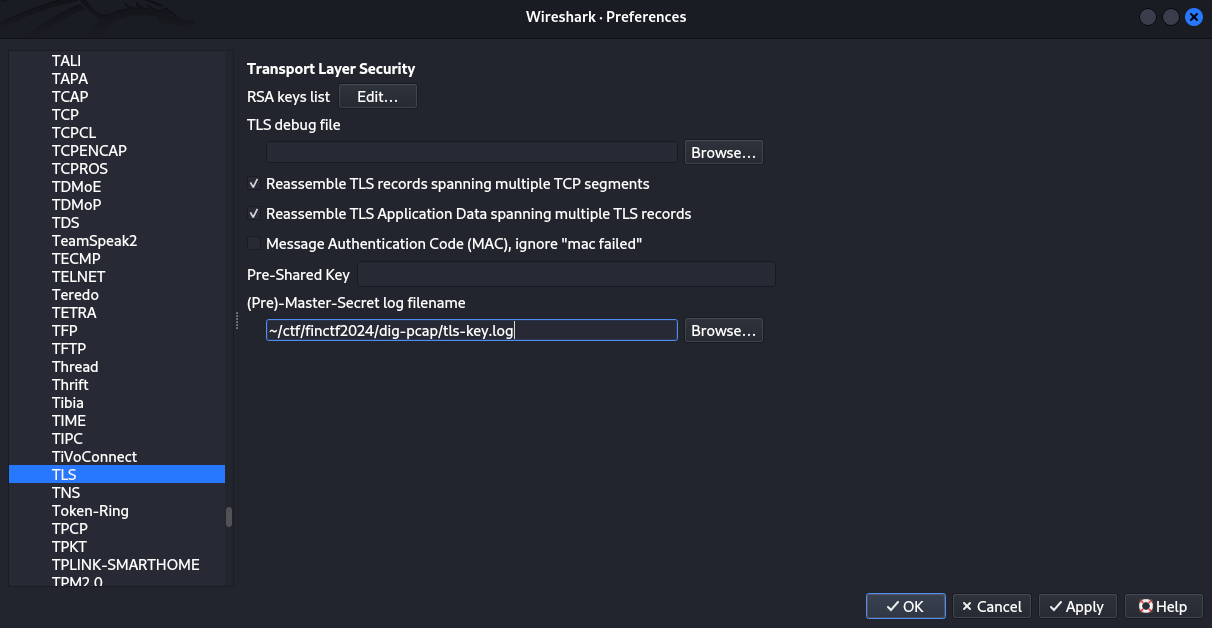 Wireshark · Preferences
TALI
TAPA
TCAP
TCP
TCPCL
TCPENCAP
TCPROS
TDMoE
TDMoP
TDS
TeamSpeak2
TECMP
TELNET
Teredo
TETRA
TFP
TFTP
Thread
Thrift
Tibia
TIME
TIPC
TiVoConnect
TLS
TNS
Token-Ring
TPCP
TPKT
TPLINK-SMARTHOME
TPM2.0
Transport Layer Security
RSA keys list Edit...
TLS debug file
Browse...
Reassemble TLS records spanning multiple TCP segments
Reassemble TLS Application Data spanning multiple TLS records
Message Authentication Code (MAC), ignore "mac failed"
Pre-Shared Key
(Pre)-Master-Secret log filename
~/ctf/finctf2024/dig-pcap/tls-key.log Browse...
OK Cancel Apply Help